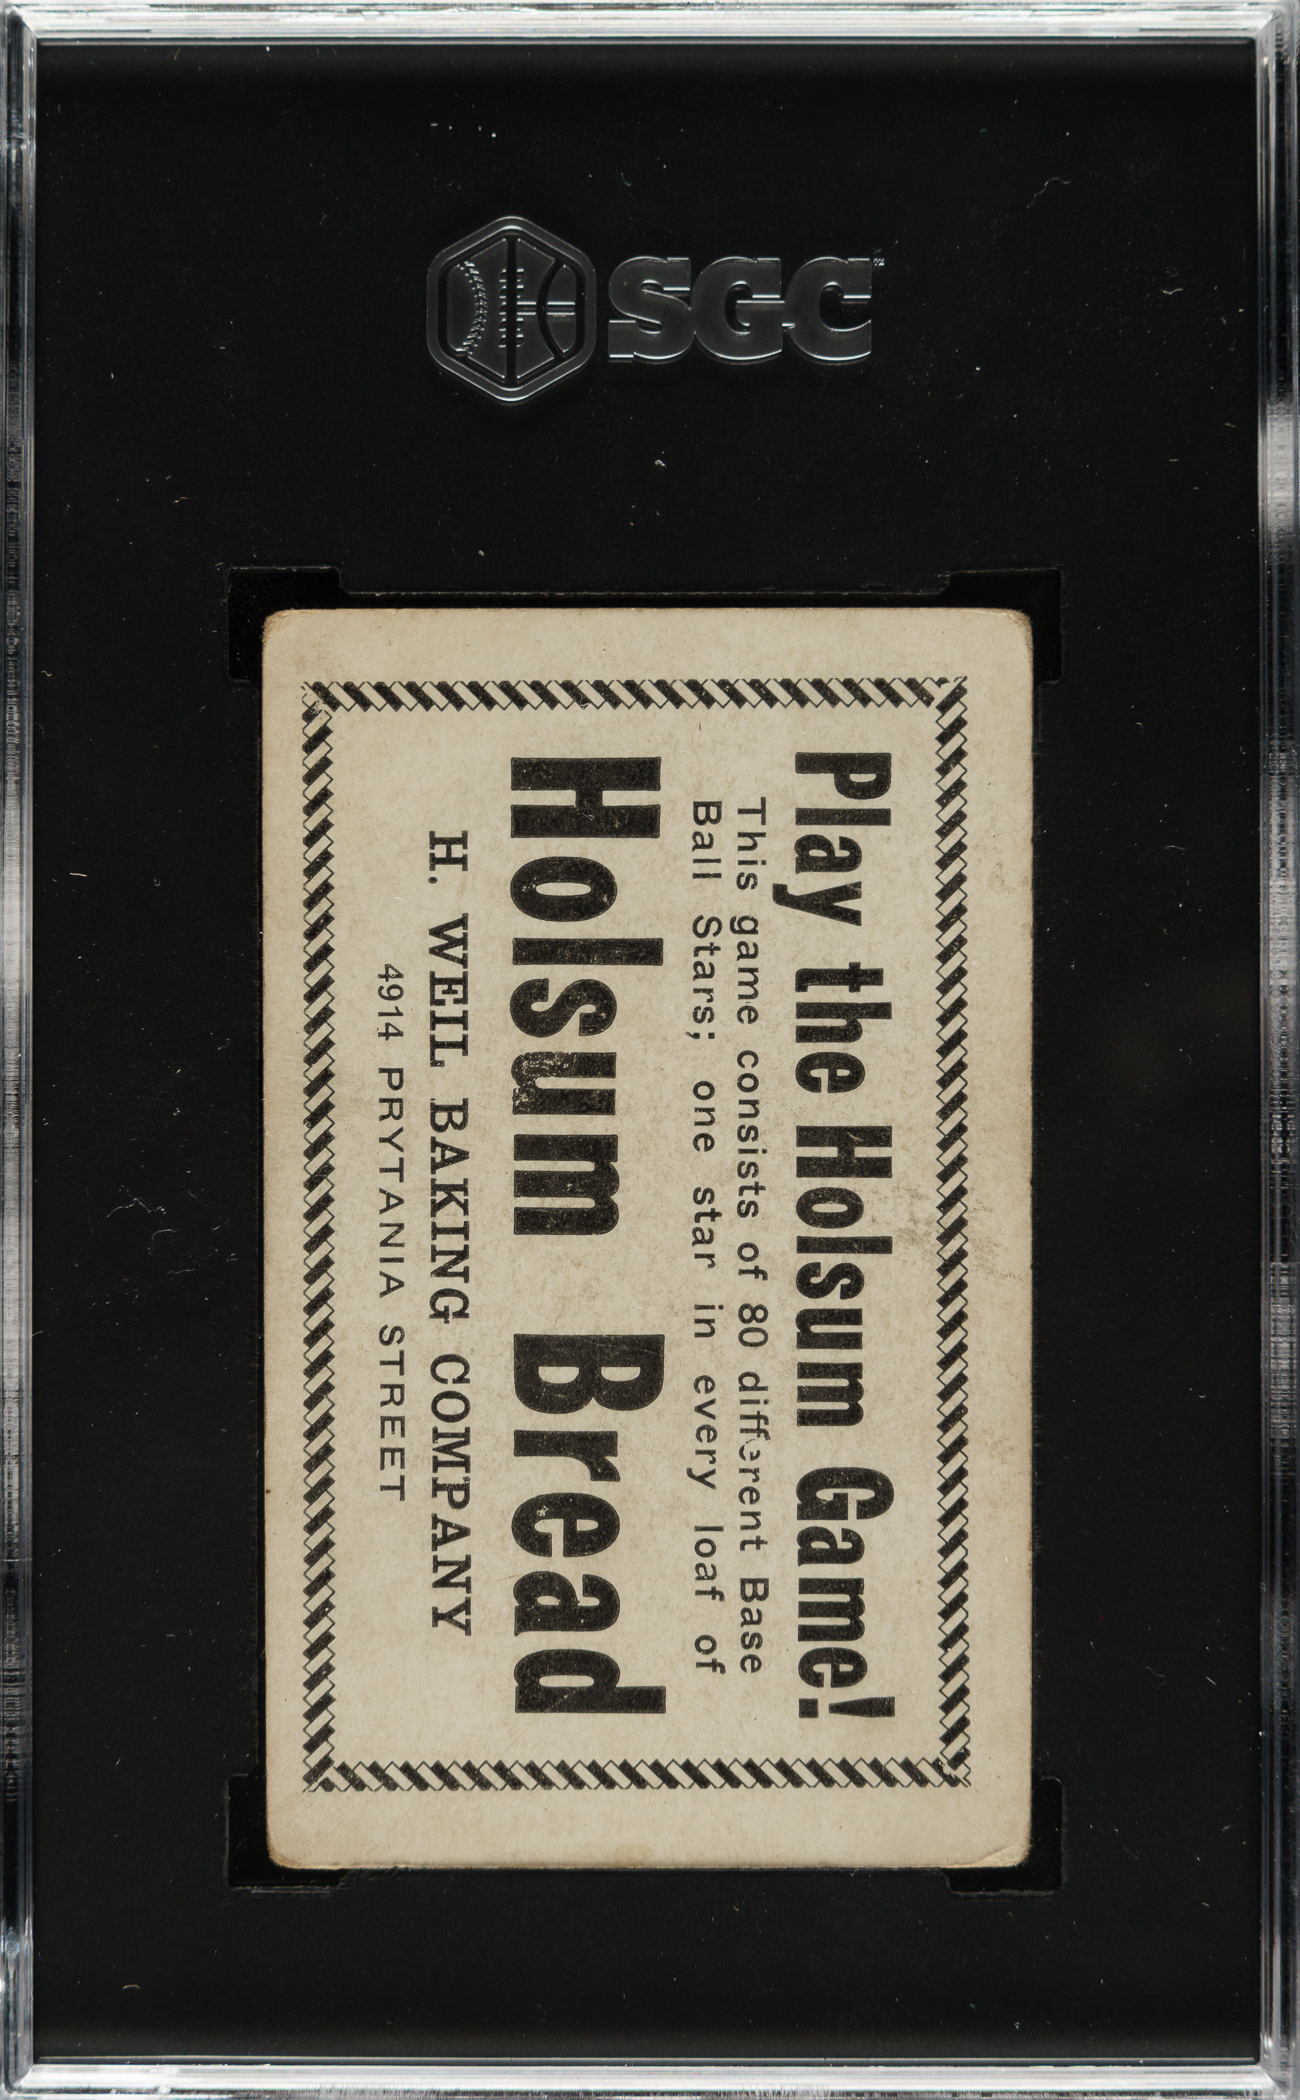 SGC
Play the Holsum Game!
This game consists of 80 different Base
Ball Stars; one star in every loaf of
Holsum Bread
H. WEIL BAKING COMPANY
4914 PRYTANIA STREET